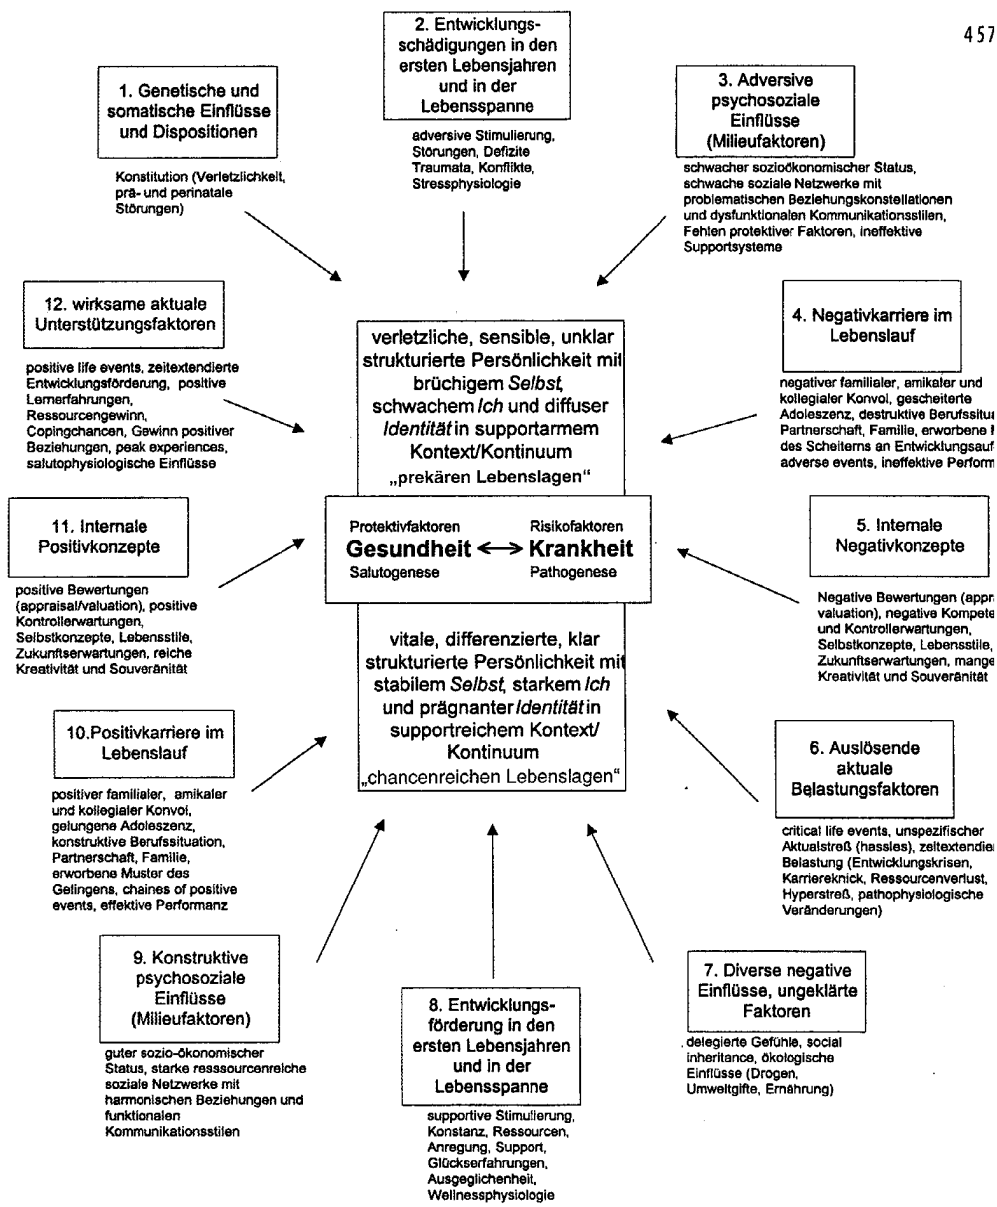 457
2. Entwicklungs-
schädigungen in den
ersten Lebensjahren
und in der
Lebensspanne
adversive Stimulierung,
Störungen, Defizite
Traumata, Konflikte,
Stressphysiologie
1. Genetische und
somatische Einflüsse
und Dispositionen
Konstitution (Verletzlichkeit,
prä- und perinatale
Störungen)
3. Adversive
psychosoziale
Einflüsse
(Milieufaktoren)
schwacher sozioökonomischer Status,
schwache soziale Netzwerke mit
problematischen Beziehungskonstellationen
und dysfunktionalen Kommunikationsstilen,
Fehlen protektiver Faktoren, ineffektive
Supportsysteme
12. wirksame aktuale
Unterstützungsfaktoren
positive life events, zeitextendierte
Entwicklungsförderung, positive
Lernerfahrungen,
Ressourcengewinn,
Copingchancen, Gewinn positiver
Beziehungen, peak experiences,
salutophysiologische Einflüsse
verletzliche, sensible, unklar
strukturierte Persönlichkeit mit
brüchigem Selbst,
schwachem Ich und diffuser
Identität in supportarmem
Kontext/Kontinuum
„prekären Lebenslagen“
4. Negativkarriere im
Lebenslauf
negativer familialer, amikaler und
kollegialer Konvoi, gescheiterte
Adoleszenz, destruktive Berufssitua
Partnerschaft, Familie, erworbene
des Scheiterns an Entwicklungsauf
adverse events, ineffektive Perform
11. Internale
Positivkonzepte
positive Bewertungen
(appraisal/valuation), positive
Kontrollerwartungen,
Selbstkonzepte, Lebensstile,
Zukunftserwartungen, reiche
Kreativität und Souveränität
Protektivfaktoren Risikofaktoren
Gesundheit <--> Krankheit
Salutogenese Pathogenese
5. Internale
Negativkonzepte
Negative Bewertungen (appr
valuation), negative Kompete
und Kontrollerwartungen,
Selbstkonzepte, Lebensstile,
Zukunftserwartungen, mange
Kreativität und Souveränität
vitale, differenzierte, klar
strukturierte Persönlichkeit mit
stabilem Selbst, starkem Ich
und prägnanter Identität in
supportreichem Kontext/
Kontinuum
„chancenreichen Lebenslagen“
10.Positivkarriere im
Lebenslauf
positiver familialer, amikaler
und kollegialer Konvoi,
gelungene Adoleszenz,
konstruktive Berufssituation,
Partnerschaft, Familie,
erworbene Muster des
Gelingens, chaines of positive
events, effektive Performanz
6. Auslösende
aktuale
Belastungsfaktoren
critical life events, unspezifischer
Aktualstreß (hassles), zeitextendie
Belastung (Entwicklungskrisen,
Karriereknick, Ressourcenverlust,
Hyperstreß, pathophysiologische
Veränderungen)
9. Konstruktive
psychosoziale
Einflüsse
(Milieufaktoren)
guter sozio-ökonomischer
Status, starke resssourcenreiche
soziale Netzwerke mit
harmonischen Beziehungen und
funktionalen
Kommunikationsstilen
8. Entwicklungs-
förderung in den
ersten Lebensjahren
und in der
Lebensspanne
supportive Stimulierung,
Konstanz, Ressourcen,
Anregung, Support,
Glückserfahrungen,
Ausgeglichenheit,
Wellnessphysiologie
7. Diverse negative
Einflüsse, ungeklärte
Faktoren
delegierte Gefühle, social
inheritance, ökologische
Einflüsse (Drogen,
Umweltgifte, Ernährung)